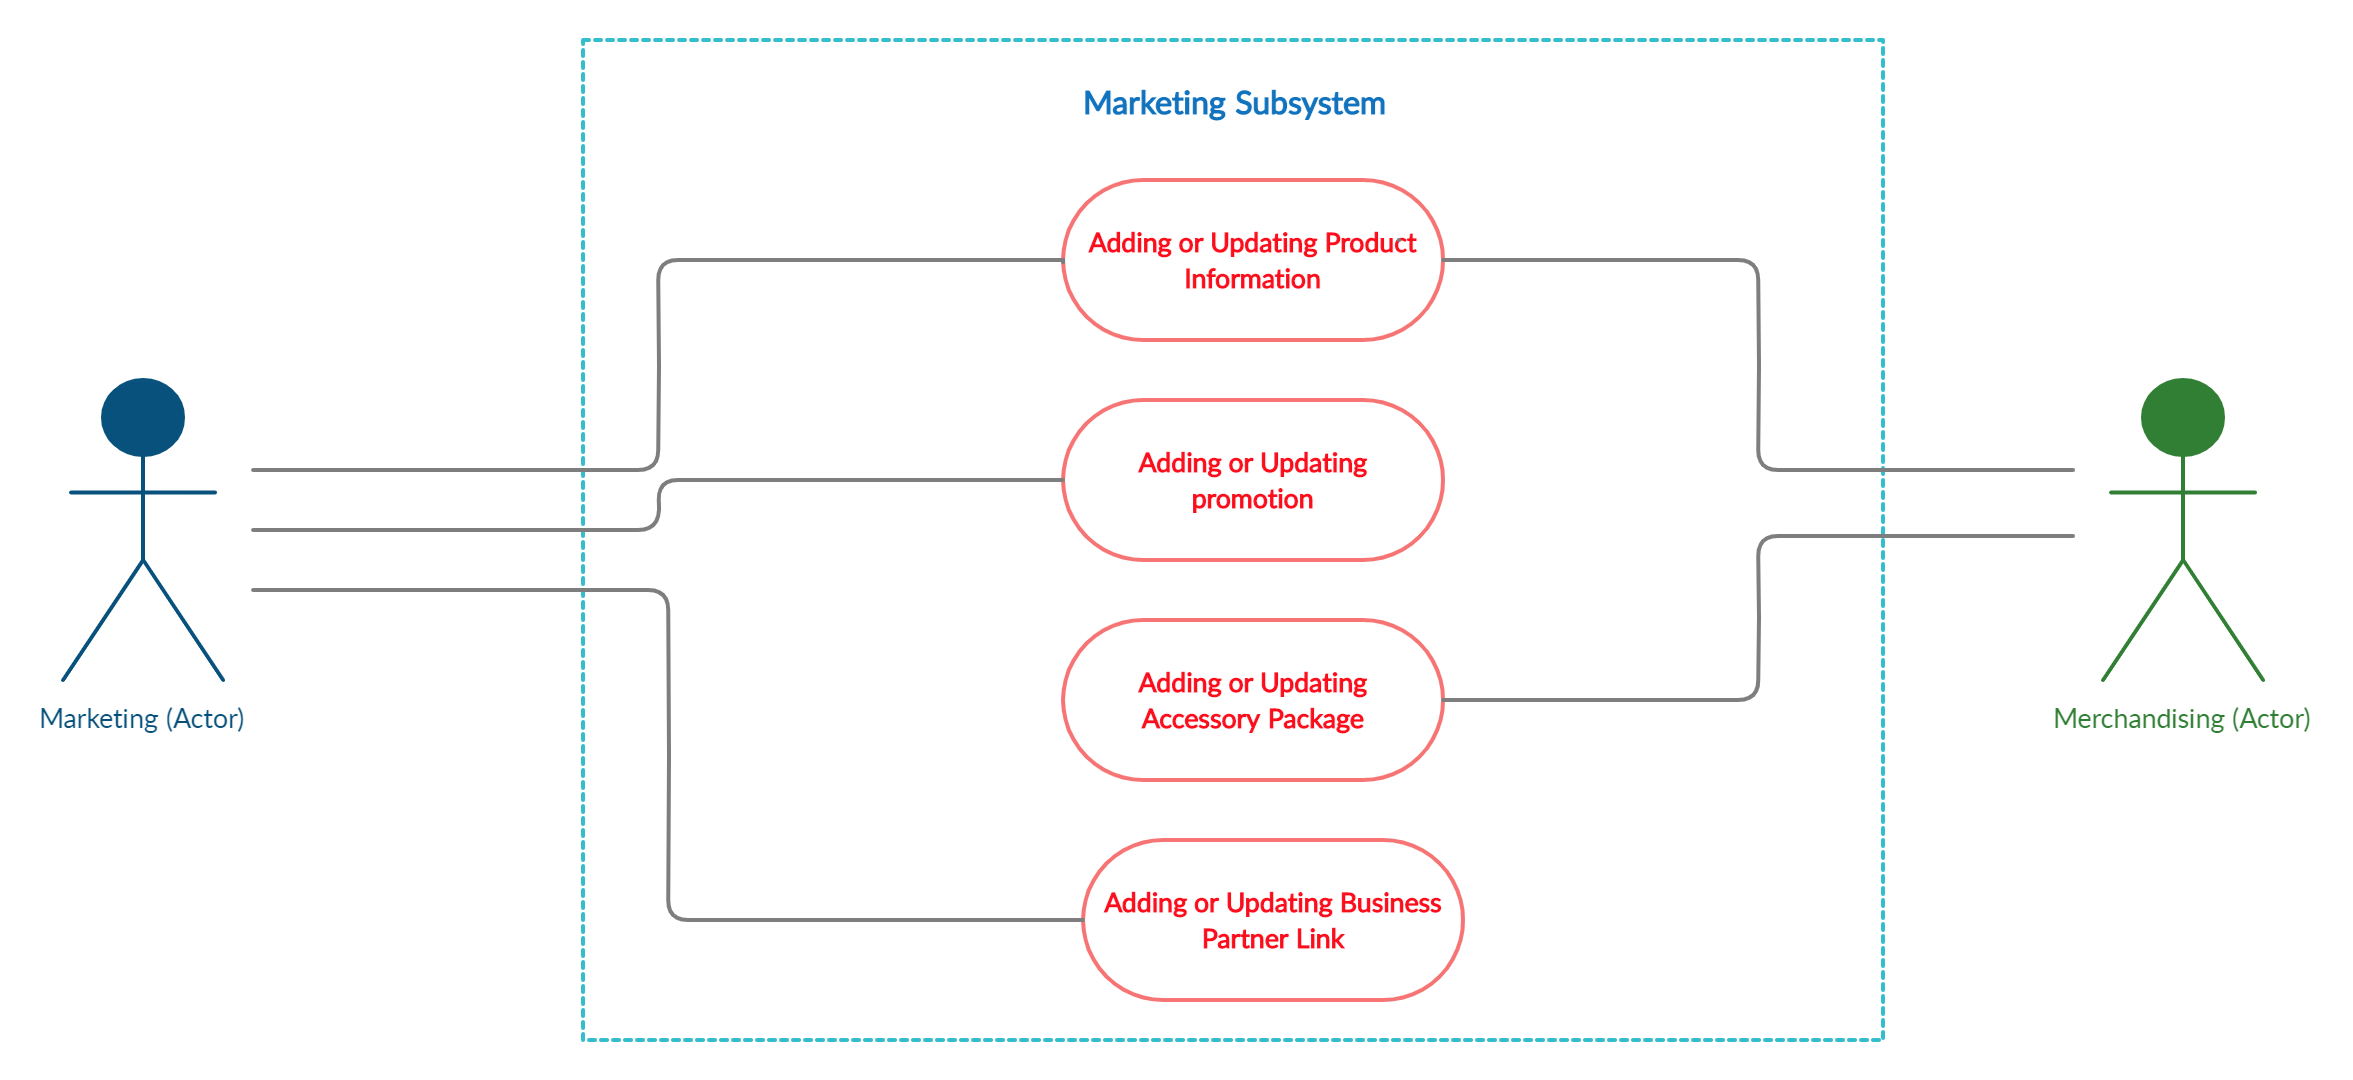 Marketing Subsystem
Adding or Updating Product
Information
Adding or Updating
promotion
Adding or Updating
Accessory Package
Adding or Updating Business
Partner Link
Marketing (Actor)
Merchandising (Actor)